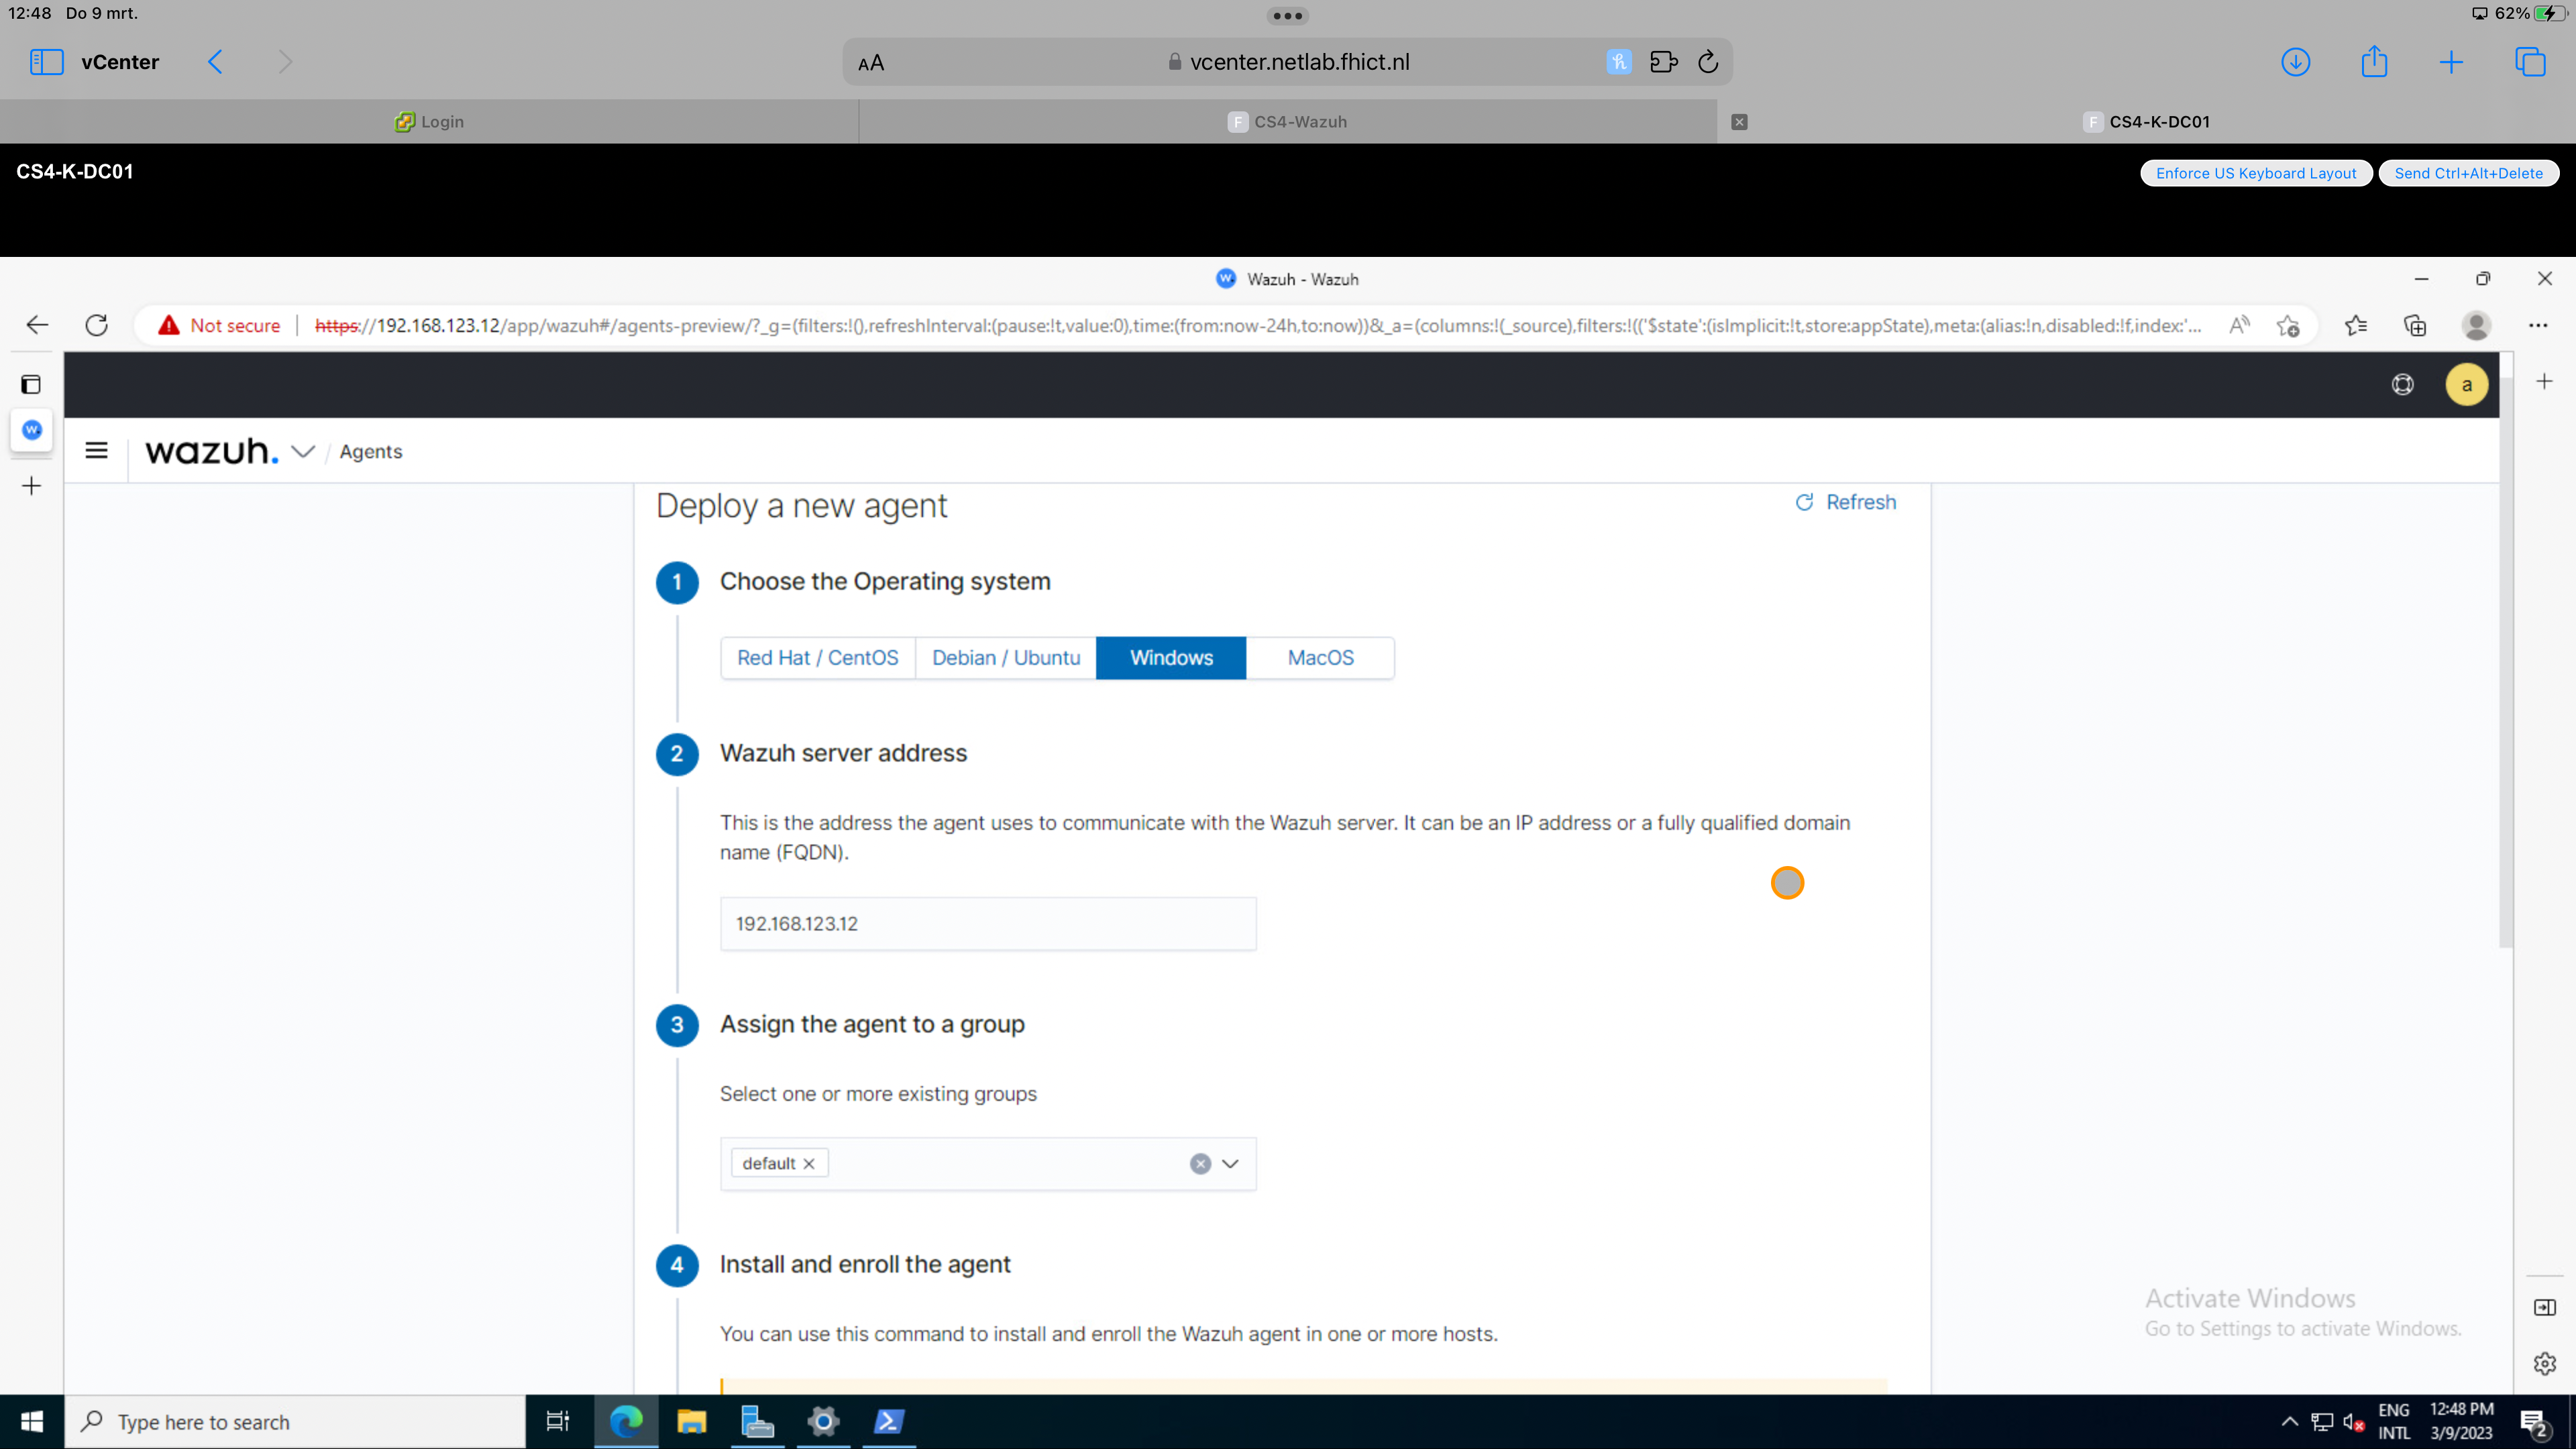 12:48 Do 9 mrt.
62%
vCenter
AA
vcenter.netlab.fhict.nl
Login
CS4-Wazuh
CS4-K-DC01
CS4-K-DC01
Enforce US Keyboard Layout
Send Ctrl+Alt+Delete
Wazuh - Wazuh
Not secure
https://192.168.123.12/app/wazuh#/agents-preview/?_g=(filters:!(),refreshInterval:(pause:!t,value:0),time:(from:now-24h,to:now))&_a=(columns:!(_source),filters:!(('$state':(isImplicit:!t,store:appState),meta:(alias:!n,disabled:!f,index:'...
a
wazuh.
/ Agents
Deploy a new agent
Refresh
1 Choose the Operating system
Red Hat / CentOS
Debian / Ubuntu
Windows
MacOS
2 Wazuh server address
This is the address the agent uses to communicate with the Wazuh server. It can be an IP address or a fully qualified domain
name (FQDN).
192.168.123.12
3 Assign the agent to a group
Select one or more existing groups
default
4 Install and enroll the agent
You can use this command to install and enroll the Wazuh agent in one or more hosts.
Activate Windows
Go to Settings to activate Windows.
Type here to search
ENG
INTL
12:48 PM
3/9/2023
2